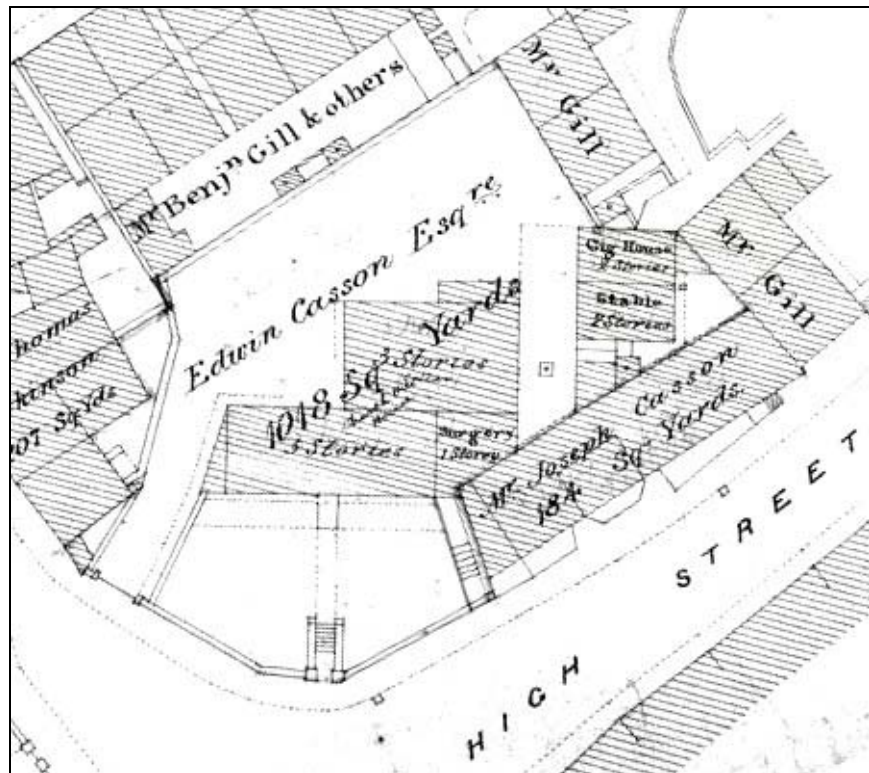 Mr Benjn Gill & others
Mr Gill
Edwin Casson Esqre
1018 Sq Yards
Gig House
2 Stories
Stable
2 Stories
Mr Gill
3 Stories
3 Stories
Surgery
1 Storey
Thomas
kinson
207 Sq Yds
Mr Joseph Casson
184 Sq Yards.
HIGH STREET